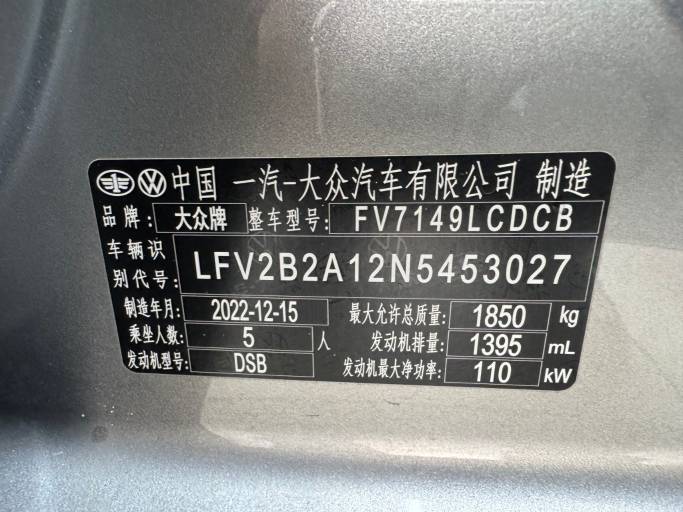 中国 一汽-大众汽车有限公司 制造
品牌: 大众牌 整车型号: FV7149LCDCB
车辆识别代号: LFV2B2A12N5453027
制造年月: 2022-12-15 最大允许总质量: 1850 kg
乘坐人数: 5 人 发动机排量: 1395 mL
发动机型号: DSB 发动机最大净功率: 110 kW